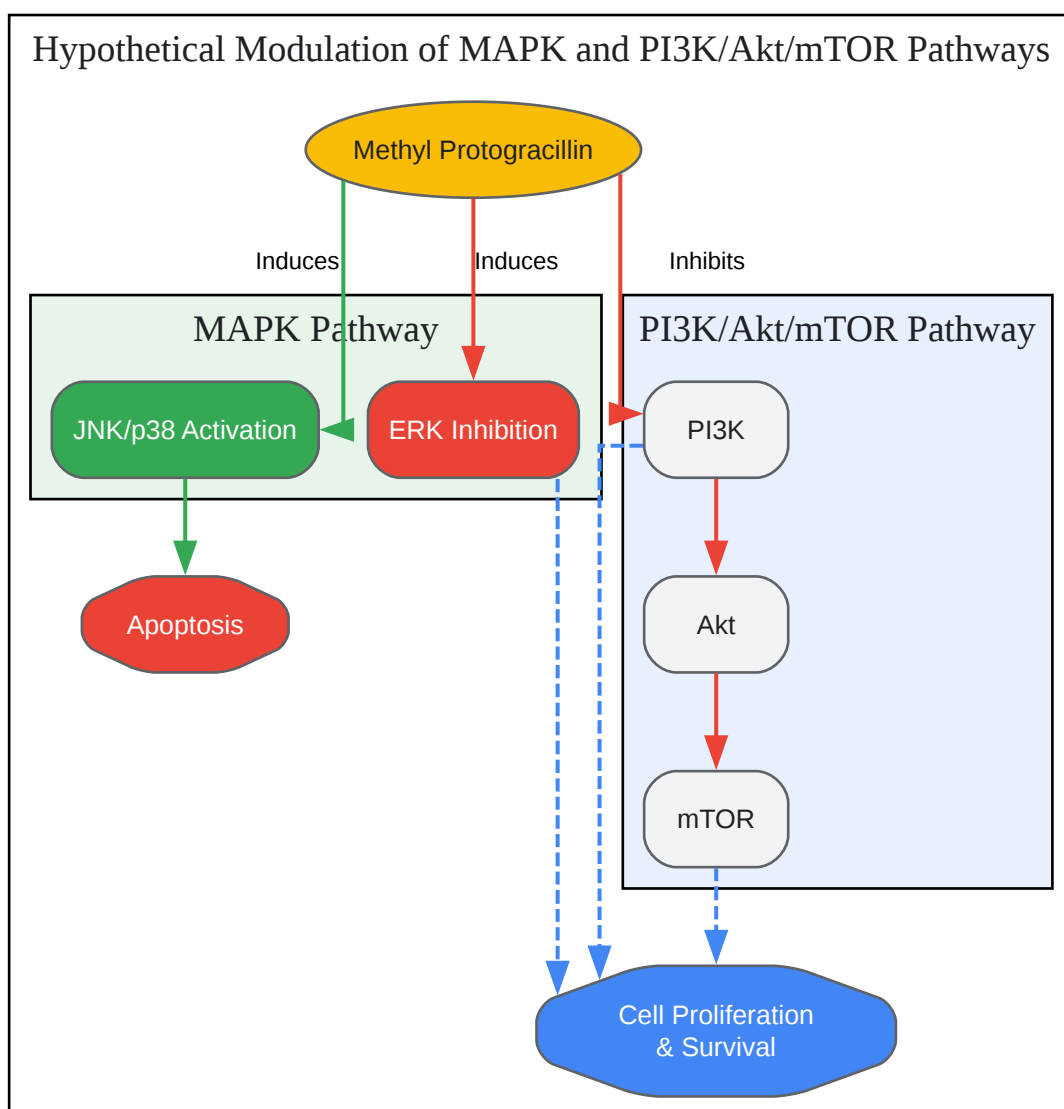 Hypothetical Modulation of MAPK and PI3K/Akt/mTOR Pathways
Methyl Protogracillin
Induces
Induces
Inhibits
MAPK Pathway
PI3K/Akt/mTOR Pathway
JNK/p38 Activation
ERK Inhibition
PI3K
Apoptosis
Akt
mTOR
Cell Proliferation
& Survival